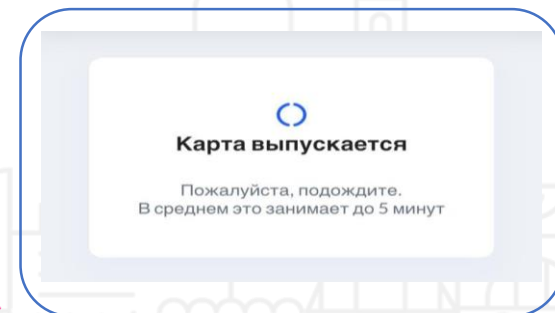 Карта выпускается
Пожалуйста, подождите.
В среднем это занимает до 5 минут